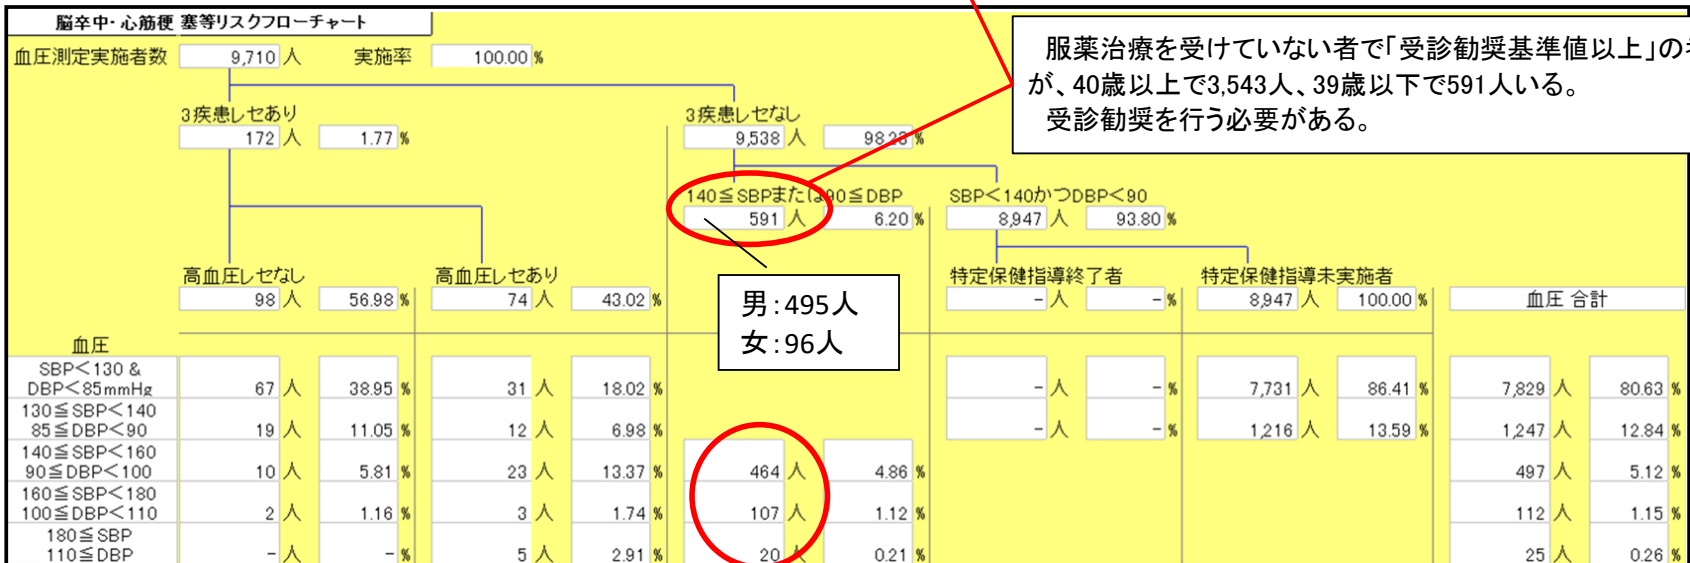 脳卒中・心筋梗塞等リスクフローチャート
血圧測定実施者数 9,710 人 実施率 100.00 %
服薬治療を受けていない者で「受診勧奨基準値以上」の
が、40歳以上で3,543人、39歳以下で591人いる。
受診勧奨を行う必要がある。
3疾患レセあり 3疾患レセなし
172 人 1.77 % 9,538 人 98.23 %
140≦SBPまたは90≦DBP SBP<140かつDBP<90
591 人 6.20 % 8,947 人 93.80 %
高血圧レセなし 高血圧レセあり 特定保健指導終了者 特定保健指導未実施者
98 人 56.98 % 74 人 43.02 % - 人 - % 8,947 人 100.00 % 血圧 合計
男:495人
女:96人
血圧
SBP<130 &
DBP<85mmHg 67 人 38.95 % 31 人 18.02 % - 人 - % 7,731 人 86.41 % 7,829 人 80.63 %
130≦SBP<140
85≦DBP<90 19 人 11.05 % 12 人 6.98 % - 人 - % 1,216 人 13.59 % 1,247 人 12.84 %
140≦SBP<160
90≦DBP<100 10 人 5.81 % 23 人 13.37 % 464 人 4.86 % 497 人 5.12 %
160≦SBP<180
100≦DBP<110 2 人 1.16 % 3 人 1.74 % 107 人 1.12 % 112 人 1.15 %
180≦SBP
110≦DBP - 人 - % 5 人 2.91 % 20 人 0.21 % 25 人 0.26 %